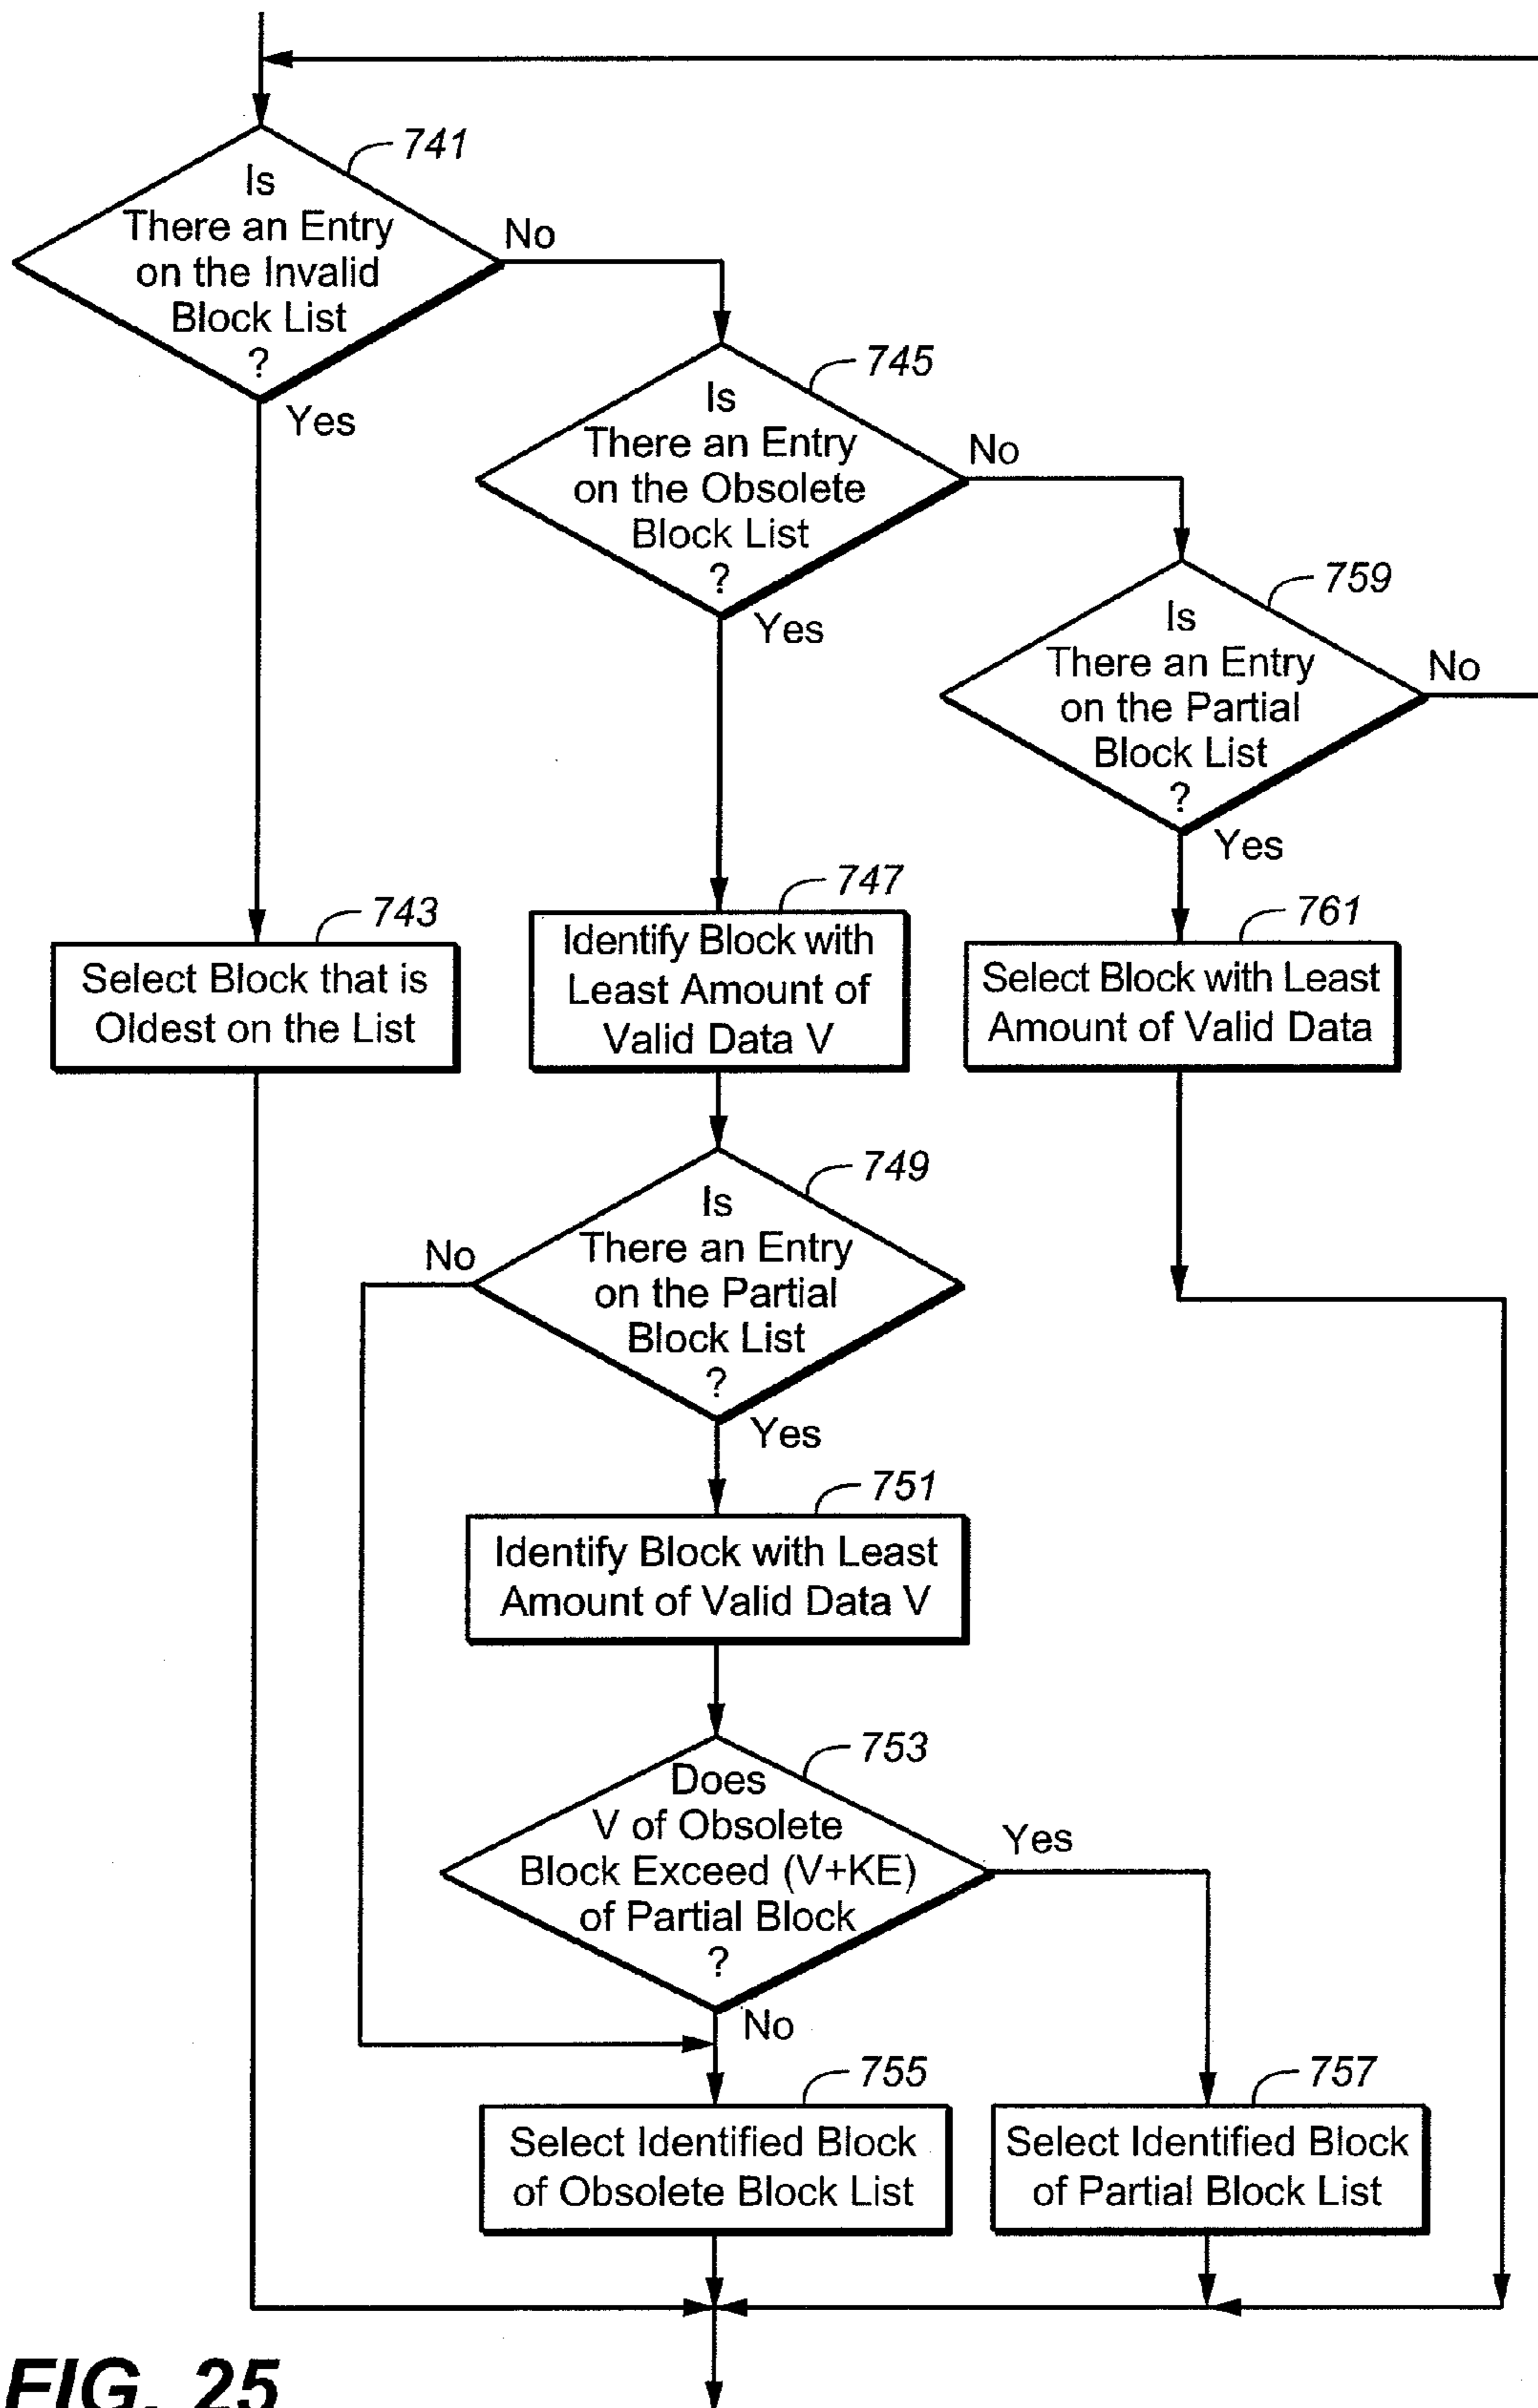 741
Is
There an Entry
on the Invalid
Block List
?
No
Yes
745
Is
There an Entry
on the Obsolete
Block List
?
No
Yes
759
Is
There an Entry
on the Partial
Block List
?
No
Yes
743
Select Block that is
Oldest on the List
747
Identify Block with
Least Amount of
Valid Data V
761
Select Block with Least
Amount of Valid Data
749
Is
There an Entry
on the Partial
Block List
?
No
Yes
751
Identify Block with Least
Amount of Valid Data V
753
Does
V of Obsolete
Block Exceed (V+KE)
of Partial Block
?
Yes
No
755
Select Identified Block
of Obsolete Block List
757
Select Identified Block
of Partial Block List
FIG. 25